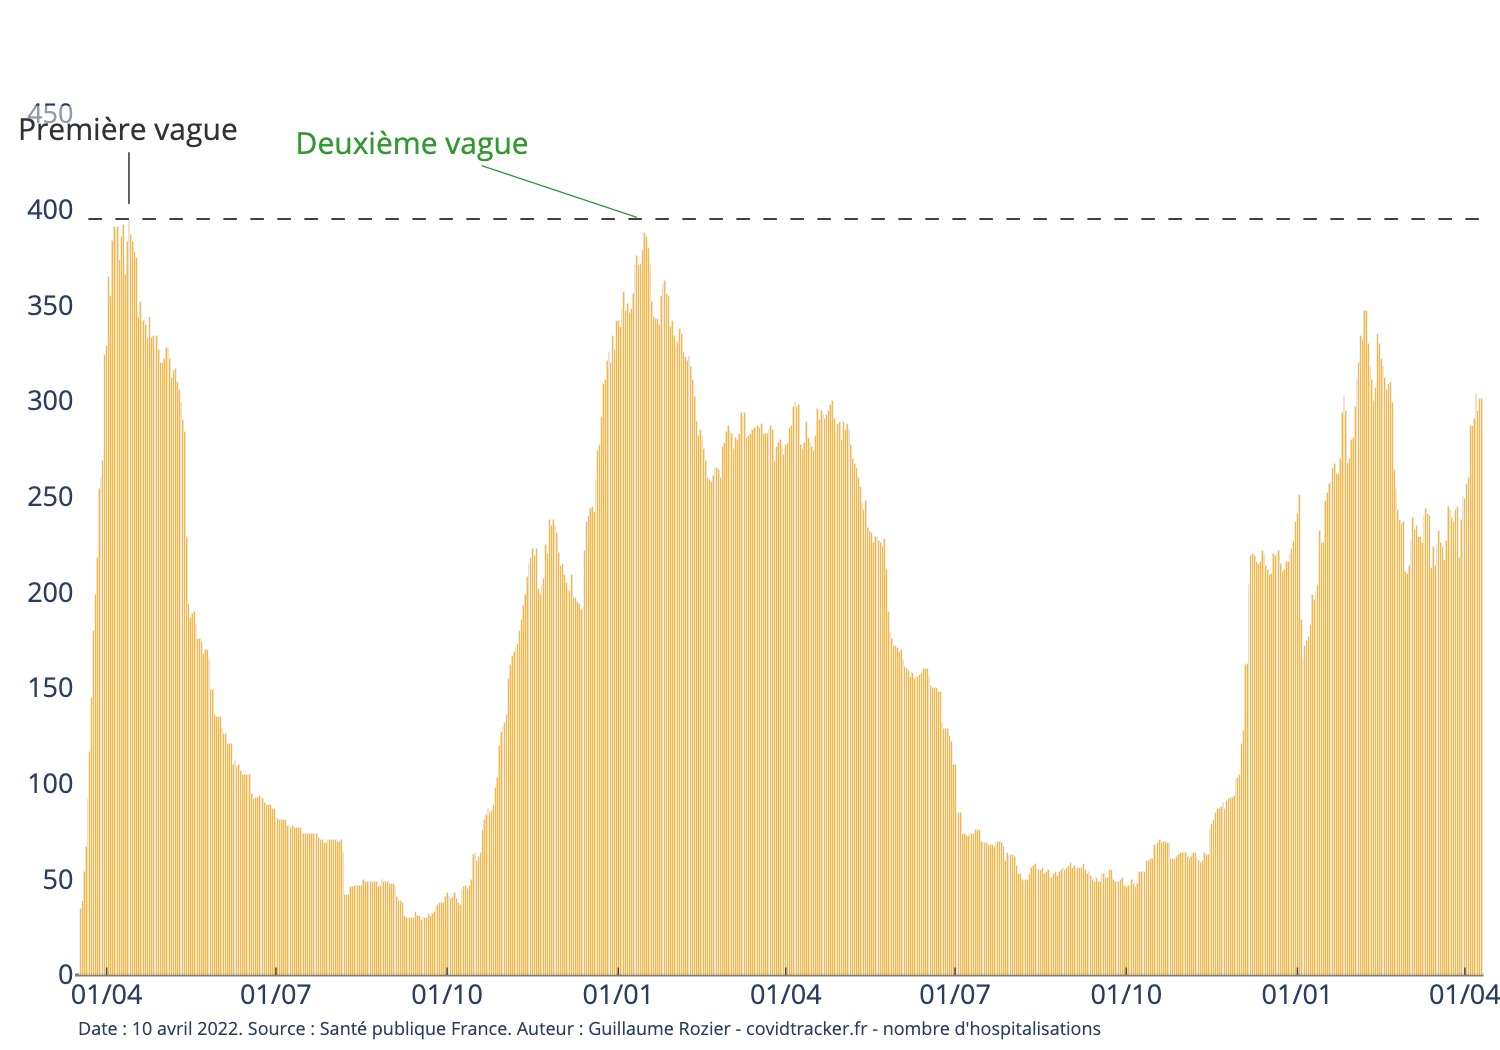 450
Première vague
Deuxième vague
400
350
300
250
200
150
100
50
0
01/04 01/07 01/10 01/01 01/04 01/07 01/10 01/01 01/04
Date : 10 avril 2022. Source : Santé publique France. Auteur : Guillaume Rozier - covidtracker.fr - nombre d'hospitalisations